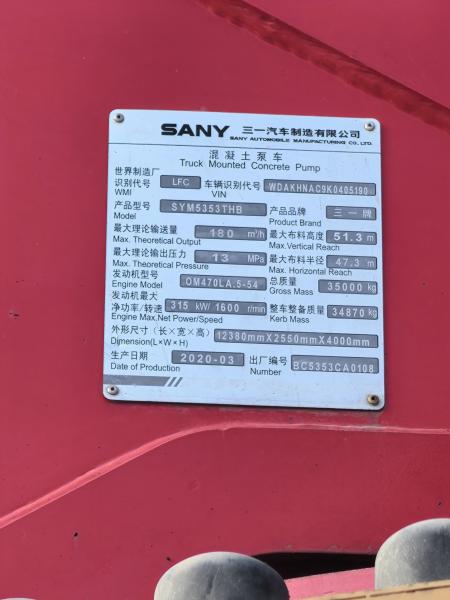 SANY 三一汽车制造有限公司
SANY AUTOMOBILE MANUFACTURING CO., LTD.
混凝土泵车
Truck Mounted Concrete Pump
世界制造厂
识别代号 LFC 车辆识别代号 WDAKHNAC9K0405190
WMI VIN
产品型号 SYM5353THB 产品品牌 三一牌
Model Product Brand
最大理论输送量 180 m³/h 最大布料高度 51.3 m
Max. Theoretical Output Max.Vertical Reach
最大理论输出压力 13 MPa 最大布料半径 47.3 m
Max. Theoretical Pressure Max. Horizontal Reach
发动机型号 OM470LA.5-54 总质量 35000 kg
Engine Model Gross Mass
发动机最大
净功率/转速 315 kW/ 1600 r/min 整车整备质量 34870 kg
Engine Max,Net Power/Speed Kerb Mass
外形尺寸（长×宽×高） 12380mmX2550mmX4000mm
Dimension(L×W×H)
生产日期 2020-03 出厂编号 BC5353CA0108
Date of Production Number